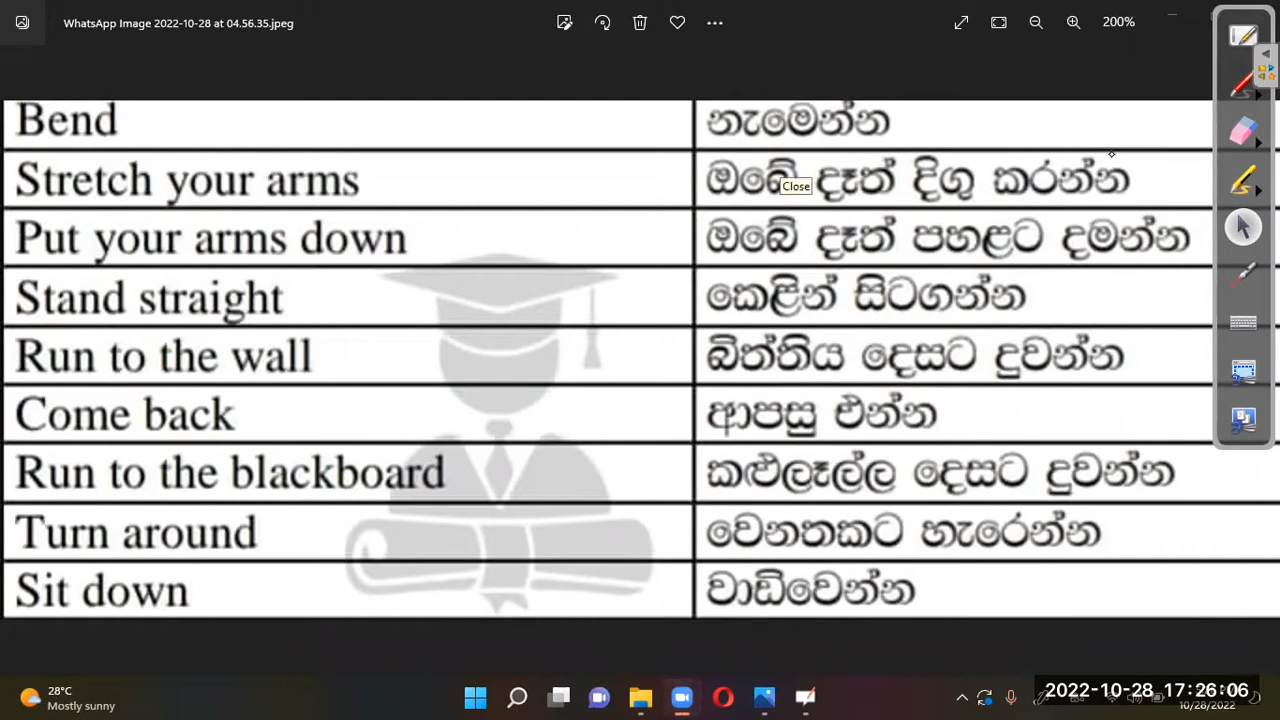 WhatsApp Image 2022-10-28 at 04.56.35.jpeg
200%
Bend නැමෙන්න
Stretch your arms ඔබේ දෑත් දිගු කරන්න
Close
Put your arms down ඔබේ දෑත් පහළට දමන්න
Stand straight කෙළින් සිටගන්න
Run to the wall බිත්තිය දෙසට දුවන්න
Come back ආපසු එන්න
Run to the blackboard කළුලෑල්ල දෙසට දුවන්න
Turn around වෙනතකට හැරෙන්න
Sit down වාඩිවෙන්න
28°C
Mostly sunny
2022-10-28 17:26:06
10/28/2022